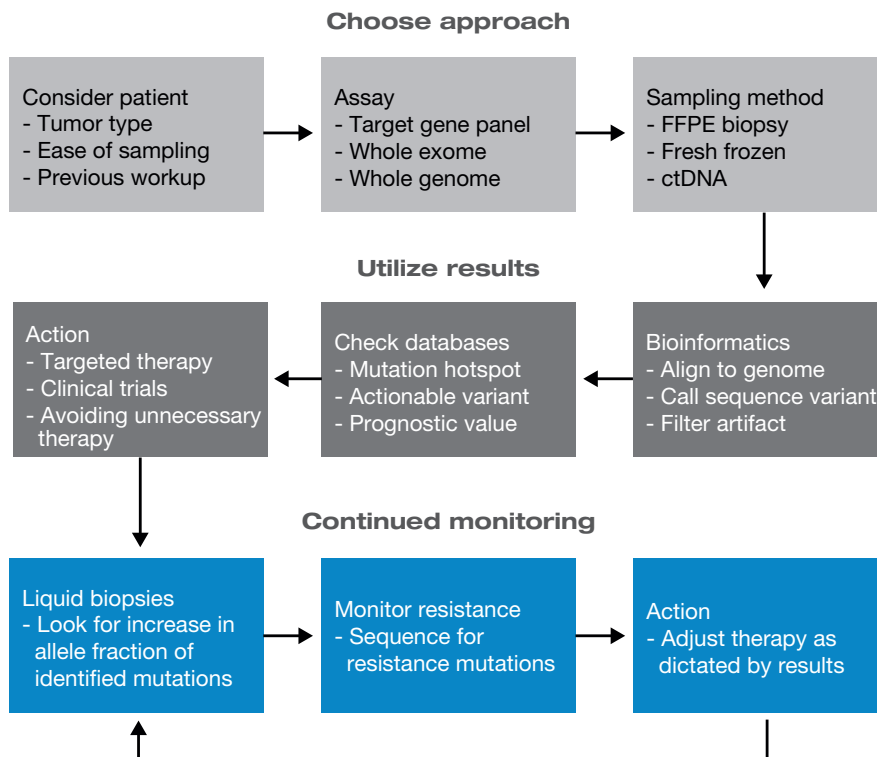 Choose approach
Consider patient
- Tumor type
- Ease of sampling
- Previous workup
Assay
- Target gene panel
- Whole exome
- Whole genome
Sampling method
- FFPE biopsy
- Fresh frozen
- ctDNA
Utilize results
Bioinformatics
- Align to genome
- Call sequence variant
- Filter artifact
Check databases
- Mutation hotspot
- Actionable variant
- Prognostic value
Action
- Targeted therapy
- Clinical trials
- Avoiding unnecessary
therapy
Continued monitoring
Liquid biopsies
- Look for increase in
allele fraction of
identified mutations
Monitor resistance
- Sequence for
resistance mutations
Action
- Adjust therapy as
dictated by results